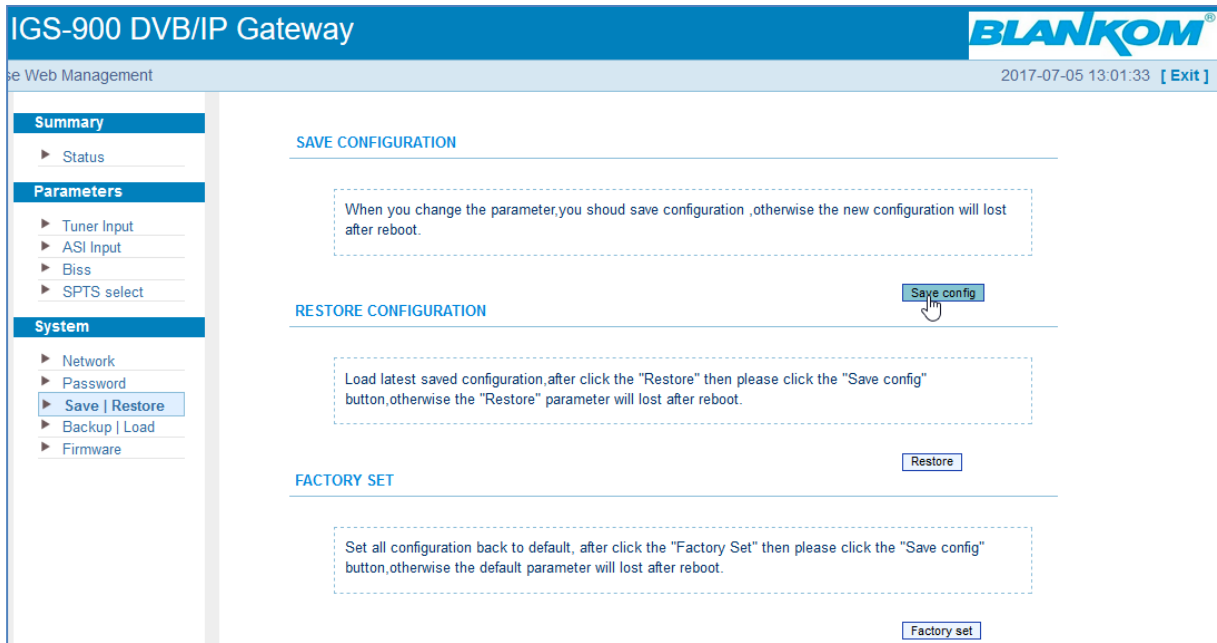 IGS-900 DVB/IP Gateway
BLANKOM®
se Web Management
2017-07-05 13:01:33 [ Exit ]
Summary
Status
Parameters
Tuner Input
ASI Input
Biss
SPTS select
System
Network
Password
Save | Restore
Backup | Load
Firmware
SAVE CONFIGURATION
When you change the parameter,you shoud save configuration ,otherwise the new configuration will lost
after reboot.
Save config
RESTORE CONFIGURATION
Load latest saved configuration,after click the "Restore" then please click the "Save config"
button,otherwise the "Restore" parameter will lost after reboot.
Restore
FACTORY SET
Set all configuration back to default, after click the "Factory Set" then please click the "Save config"
button,otherwise the default parameter will lost after reboot.
Factory set